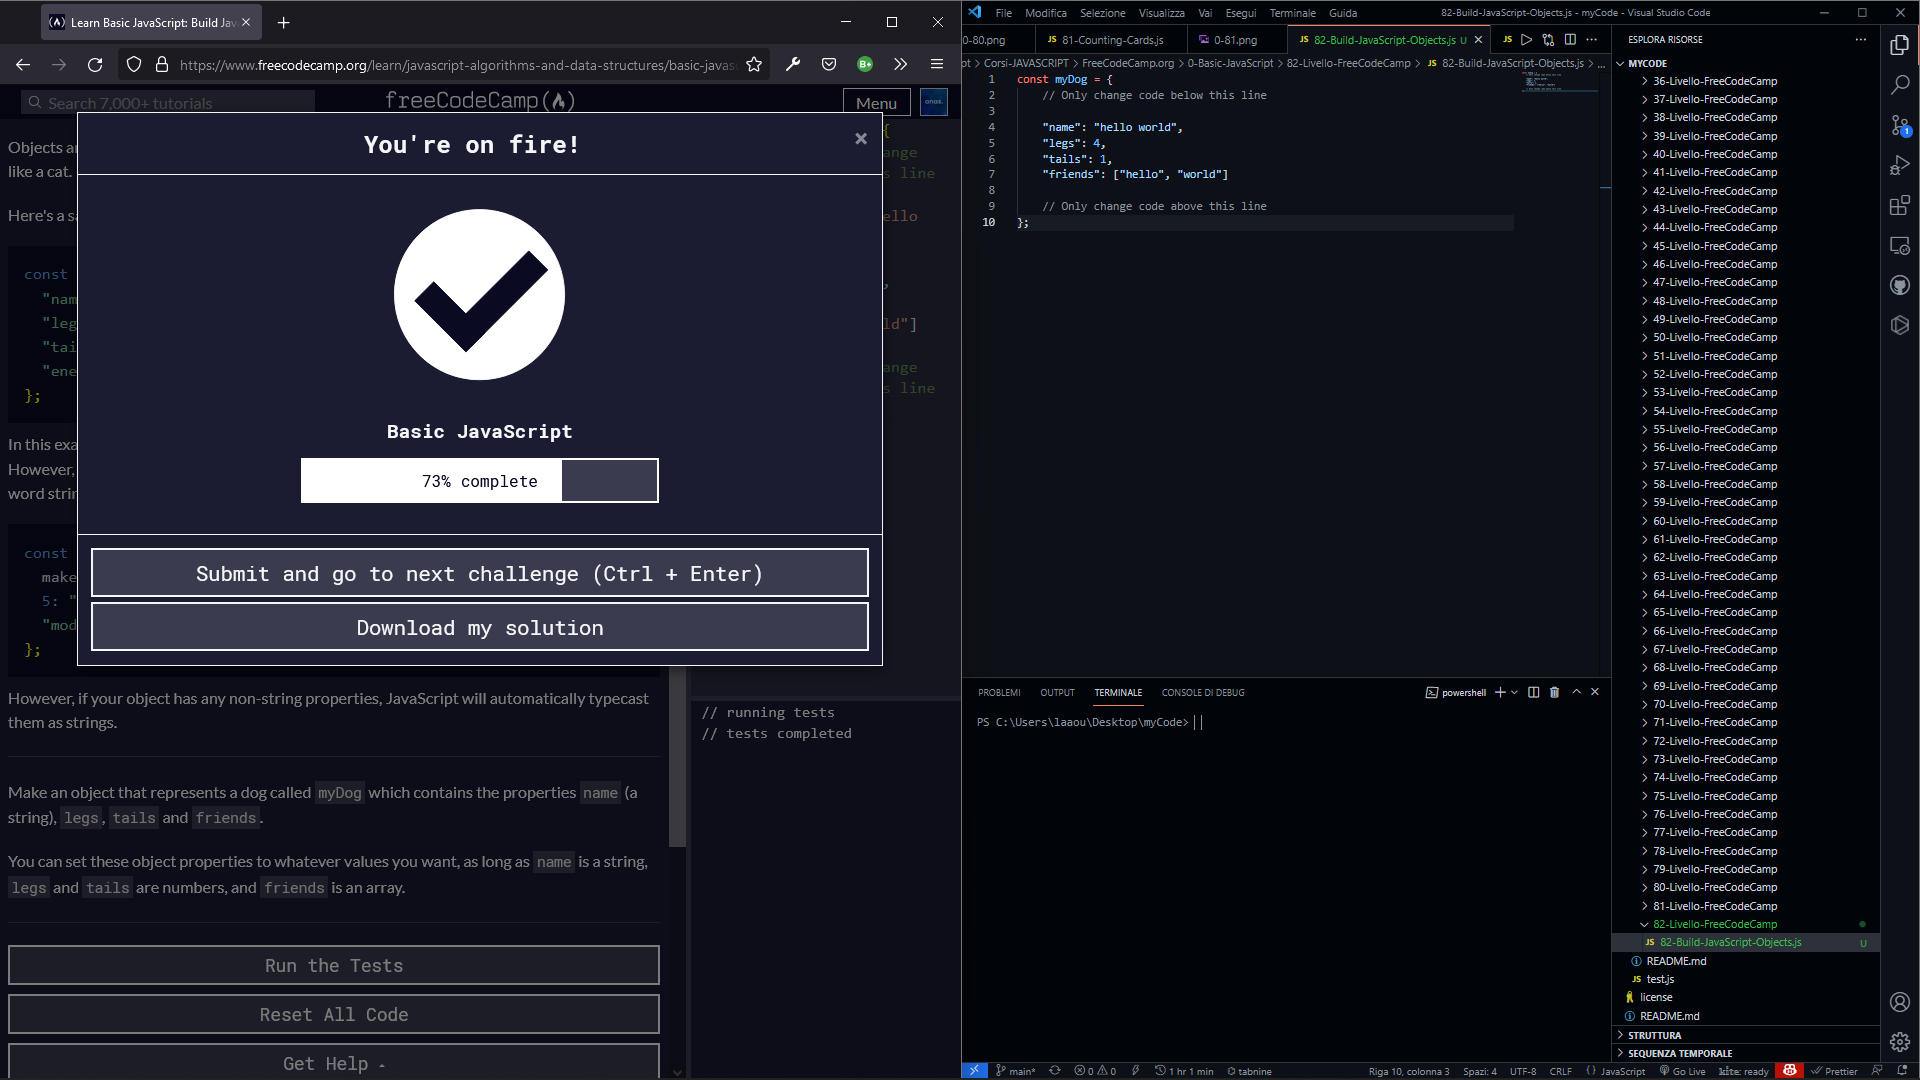 Learn Basic JavaScript: Build Jav
https://www.freecodecamp.org/learn/javascript-algorithms-and-data-structures/basic-javas
Search 7,000+ tutorials
freeCodeCamp
Menu
Objects a
like a cat.
Here's a sa
const
"nam
"leg
"tai
"ene
};
In this exa
However,
word strin
const
make
5: "
"mod
};
You're on fire!
Basic JavaScript
73% complete
Submit and go to next challenge (Ctrl + Enter)
Download my solution
{
ange
s line
ello
,
ld"]
ange
s line
However, if your object has any non-string properties, JavaScript will automatically typecast
them as strings.
Make an object that represents a dog called myDog which contains the properties name (a
string), legs, tails and friends.
You can set these object properties to whatever values you want, as long as name is a string,
legs and tails are numbers, and friends is an array.
Run the Tests
Reset All Code
Get Help
// running tests
// tests completed
File Modifica Selezione Visualizza Vai Esegui Terminale Guida
82-Build-JavaScript-Objects.js - myCode - Visual Studio Code
0-80.png
JS 81-Counting-Cards.js
0-81.png
JS 82-Build-JavaScript-Objects.js U
JS
pt > Corsi-JAVASCRIPT > FreeCodeCamp.org > 0-Basic-JavaScript > 82-Livello-FreeCodeCamp > JS 82-Build-JavaScript-Objects.js > ...
1 const myDog = {
2 // Only change code below this line
3
4 "name": "hello world",
5 "legs": 4,
6 "tails": 1,
7 "friends": ["hello", "world"]
8
9 // Only change code above this line
10 };
PROBLEMI OUTPUT TERMINALE CONSOLE DI DEBUG
powershell
PS C:\Users\laaou\Desktop\myCode>
ESPLORA RISORSE
MYCODE
36-Livello-FreeCodeCamp
37-Livello-FreeCodeCamp
38-Livello-FreeCodeCamp
39-Livello-FreeCodeCamp
40-Livello-FreeCodeCamp
41-Livello-FreeCodeCamp
42-Livello-FreeCodeCamp
43-Livello-FreeCodeCamp
44-Livello-FreeCodeCamp
45-Livello-FreeCodeCamp
46-Livello-FreeCodeCamp
47-Livello-FreeCodeCamp
48-Livello-FreeCodeCamp
49-Livello-FreeCodeCamp
50-Livello-FreeCodeCamp
51-Livello-FreeCodeCamp
52-Livello-FreeCodeCamp
53-Livello-FreeCodeCamp
54-Livello-FreeCodeCamp
55-Livello-FreeCodeCamp
56-Livello-FreeCodeCamp
57-Livello-FreeCodeCamp
58-Livello-FreeCodeCamp
59-Livello-FreeCodeCamp
60-Livello-FreeCodeCamp
61-Livello-FreeCodeCamp
62-Livello-FreeCodeCamp
63-Livello-FreeCodeCamp
64-Livello-FreeCodeCamp
65-Livello-FreeCodeCamp
66-Livello-FreeCodeCamp
67-Livello-FreeCodeCamp
68-Livello-FreeCodeCamp
69-Livello-FreeCodeCamp
70-Livello-FreeCodeCamp
71-Livello-FreeCodeCamp
72-Livello-FreeCodeCamp
73-Livello-FreeCodeCamp
74-Livello-FreeCodeCamp
75-Livello-FreeCodeCamp
76-Livello-FreeCodeCamp
77-Livello-FreeCodeCamp
78-Livello-FreeCodeCamp
79-Livello-FreeCodeCamp
80-Livello-FreeCodeCamp
81-Livello-FreeCodeCamp
82-Livello-FreeCodeCamp
JS 82-Build-JavaScript-Objects.js U
README.md
JS test.js
license
README.md
STRUTTURA
SEQUENZA TEMPORALE
1
main* 0 0 1 hr 1 min tabnine
Riga 10, colonna 3 Spazi: 4 UTF-8 CRLF {} JavaScript Go Live kite: ready Prettier